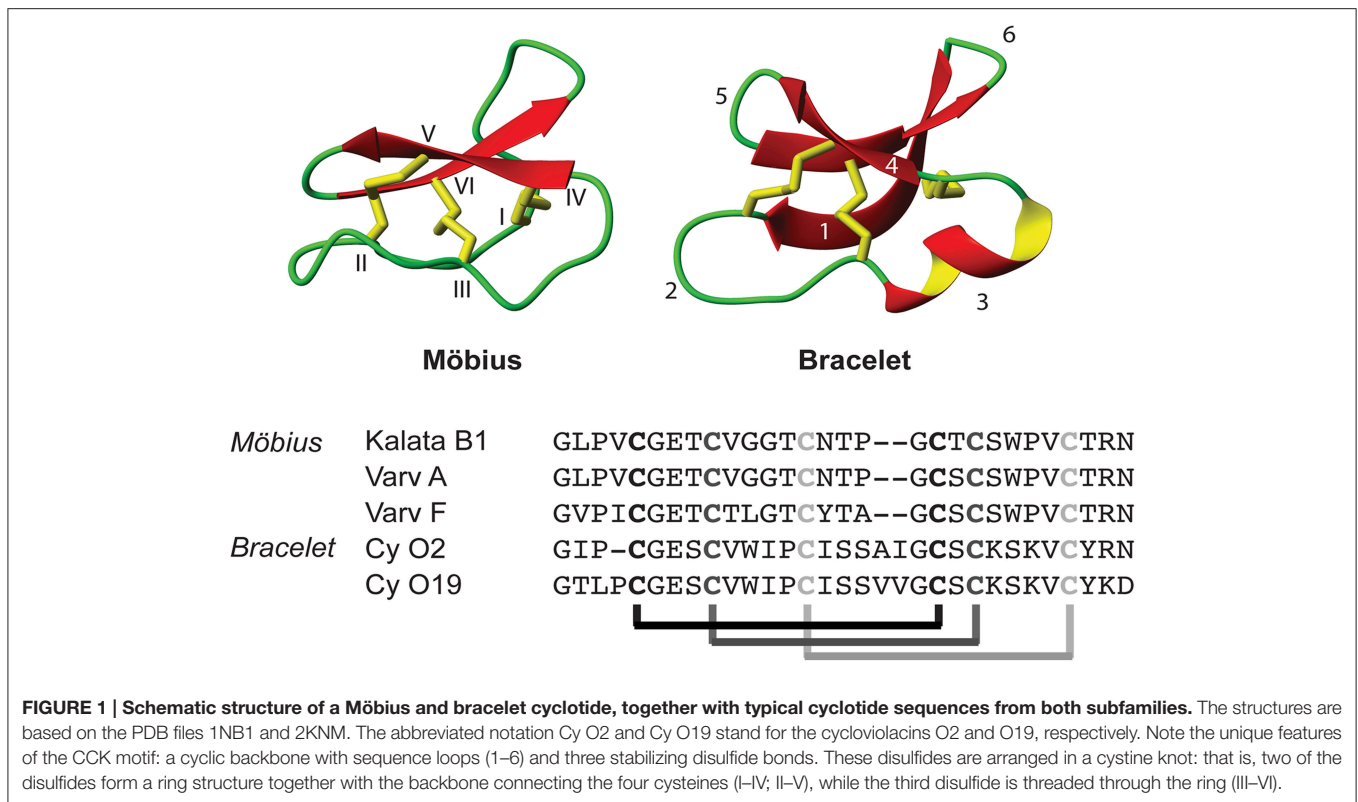 6
5
V
4
VI
I
IV
1
II
III
2
3
Möbius
Bracelet
Möbius Kalata B1 GLPVCGETCVGGTCNTP--GCTCSWPVCTRN
Varv A GLPVCGETCVGGTCNTP--GCSCSWPVCTRN
Varv F GVPICGETCTLGTCYTA--GCSCSWPVCTRN
Bracelet Cy O2 GIP-CGESCVWIPCISSAIGCSCKSKVCYRN
Cy O19 GTLPCGESCVWIPCISSVVGCSCKSKVCYKD
FIGURE 1 | Schematic structure of a Möbius and bracelet cyclotide, together with typical cyclotide sequences from both subfamilies. The structures are
based on the PDB files 1NB1 and 2KNM. The abbreviated notation Cy O2 and Cy O19 stand for the cycloviolacins O2 and O19, respectively. Note the unique features
of the CCK motif: a cyclic backbone with sequence loops (1–6) and three stabilizing disulfide bonds. These disulfides are arranged in a cystine knot: that is, two of the
disulfides form a ring structure together with the backbone connecting the four cysteines (I–IV; II–V), while the third disulfide is threaded through the ring (III–VI).